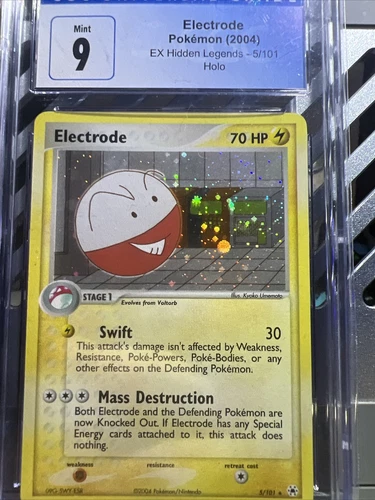 Mint
9
Electrode
Pokémon (2004)
EX Hidden Legends - 5/101
Holo
Electrode 70 HP
STAGE 1
Evolves from Voltorb
Illus. Kyoko Umemoto
Swift 30
This attack's damage isn't affected by Weakness,
Resistance, Poké-Powers, Poké-Bodies, or any
other effects on the Defending Pokémon.
Mass Destruction
Both Electrode and the Defending Pokémon are
now Knocked Out. If Electrode has any Special
Energy cards attached to it, this attack does
nothing.
weakness resistance retreat cost
©2004 Pokémon/Nintendo 5/101